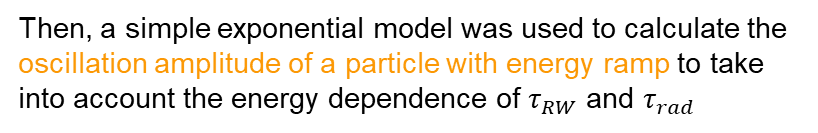 Then, a simple exponential model was used to calculate the
oscillation amplitude of a particle with energy ramp to take
into account the energy dependence of τ_RW and τ_rad